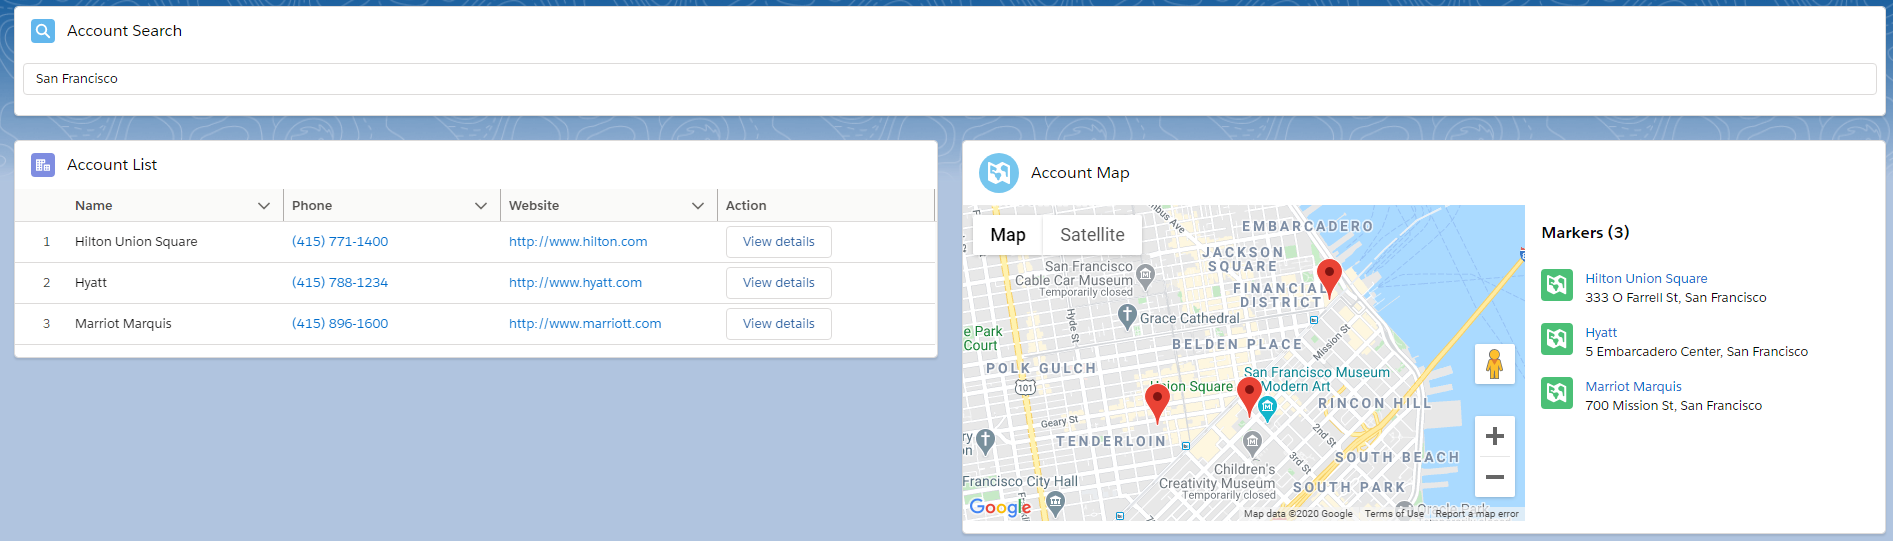 Account Search
San Francisco
Account List
Name Phone Website Action
1 Hilton Union Square (415) 771-1400 http://www.hilton.com View details
2 Hyatt (415) 788-1234 http://www.hyatt.com View details
3 Marriot Marquis (415) 896-1600 http://www.marriott.com View details
Account Map
Map Satellite
bus Ave
EMBARCADERO
JACKSON
SQUARE
San Francisco
Cable Car Museum
Temporarily closed
FINANCIAL
DISTRICT
Hyde St
Grace Cathedral
e Park
Court
Mission St
BELDEN PLACE
POLK GULCH
San Francisco Museum
Modern Art
Union Square
101
RINCON HILL
Geary St
TENDERLOIN
2nd St
3rd St
SOUTH BEACH
Children's
Creativity Museum
Temporarily closed
Francisco City Hall
SOUTH PARK
Google
Map data ©2020 Google Terms of Use Report a map error
Markers (3)
Hilton Union Square
333 O Farrell St, San Francisco
Hyatt
5 Embarcadero Center, San Francisco
Marriot Marquis
700 Mission St, San Francisco